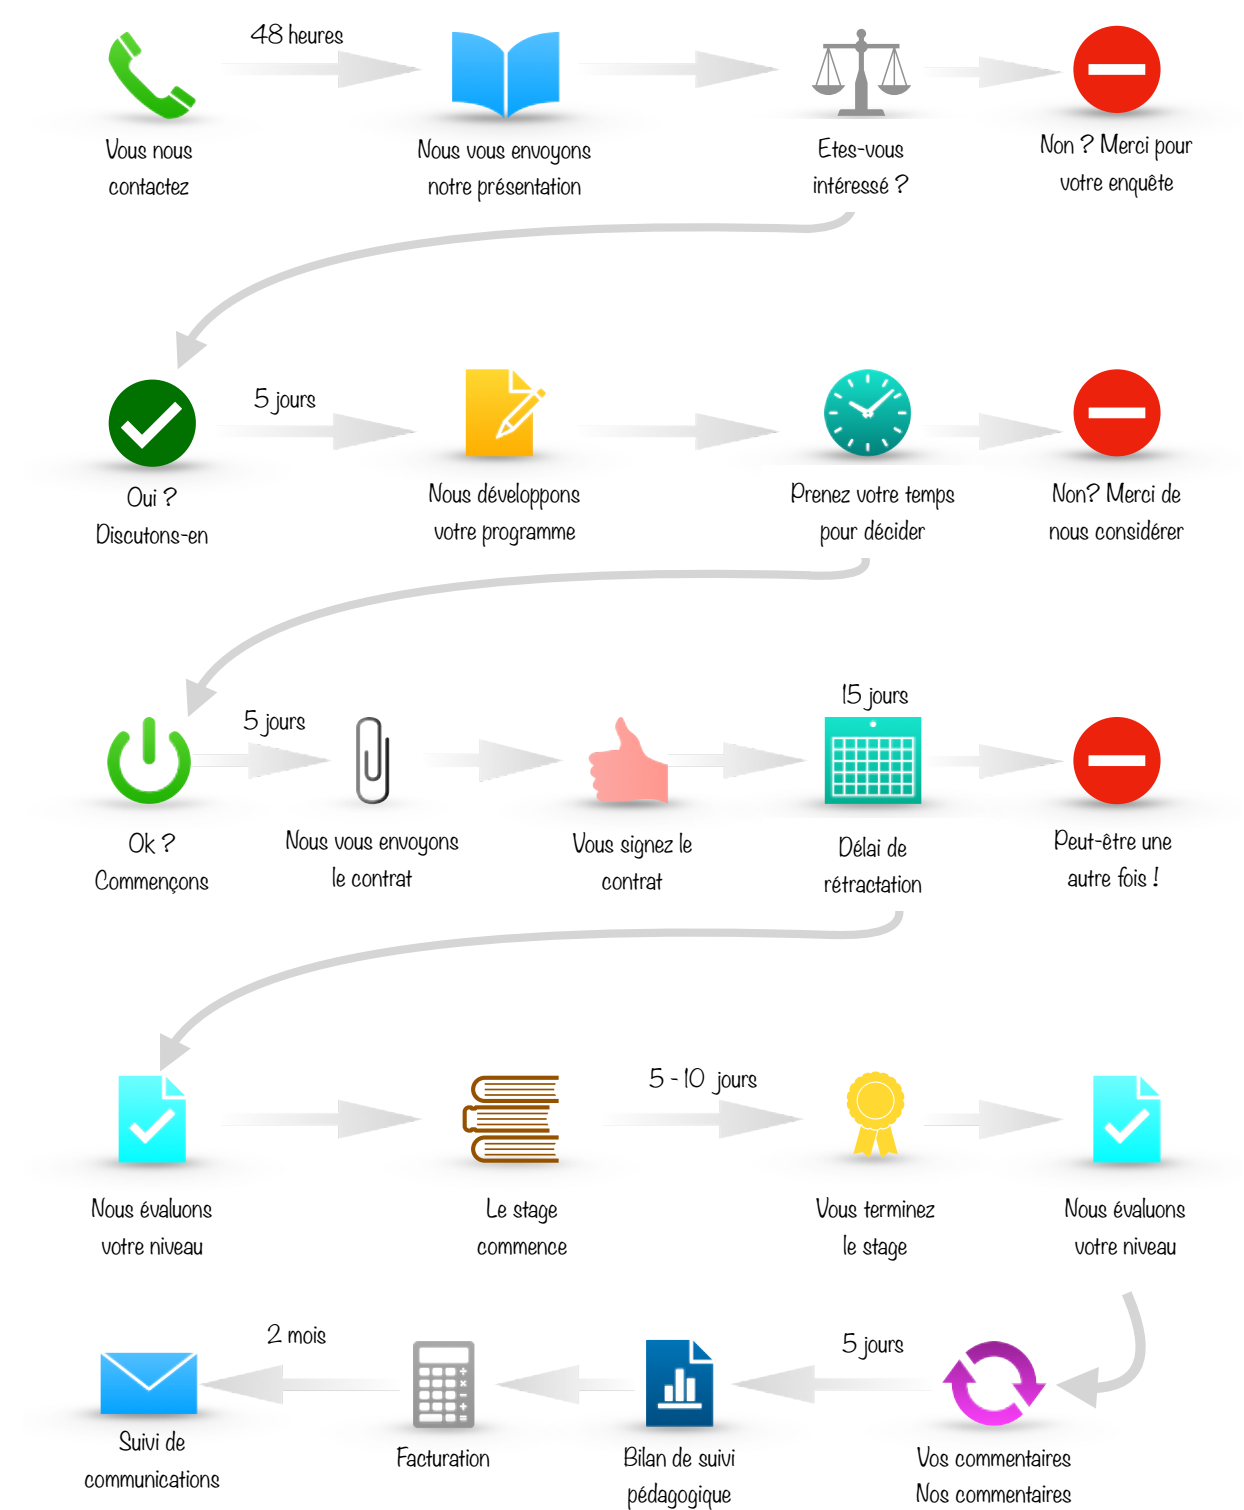 48 heures
Vous nous
contactez
Nous vous envoyons
notre présentation
Etes-vous
intéressé ?
Non ? Merci pour
votre enquête
5 jours
Oui ?
Discutons-en
Nous développons
votre programme
Prenez votre temps
pour décider
Non? Merci de
nous considérer
5 jours
15 jours
Ok ?
Commençons
Nous vous envoyons
le contrat
Vous signez le
contrat
Délai de
rétractation
Peut-être une
autre fois !
5 - 10 jours
Nous évaluons
votre niveau
Le stage
commence
Vous terminez
le stage
Nous évaluons
votre niveau
2 mois
5 jours
Suivi de
communications
Facturation
Bilan de suivi
pédagogique
Vos commentaires
Nos commentaires